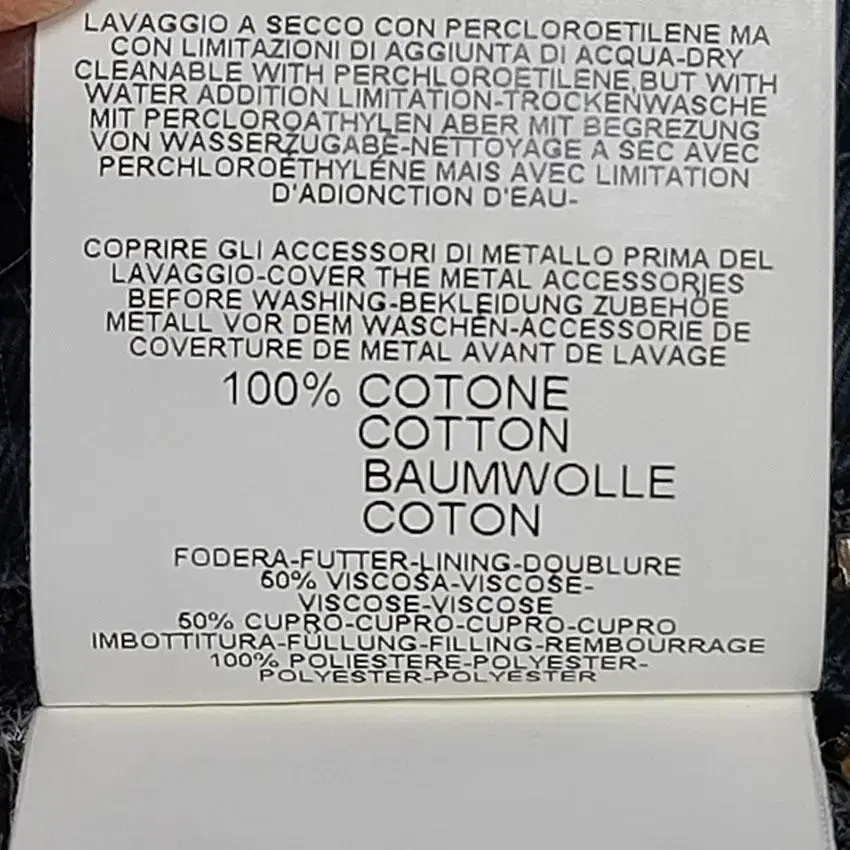 LAVAGGIO A SECCO CON PERCLOROETILENE MA
CON LIMITAZIONI DI AGGIUNTA DI ACQUA-DRY
CLEANABLE WITH PERCHLOROETILENE,BUT WITH
WATER ADDITION LIMITATION-TROCKENWASCHE
MIT PERCLOROATHYLEN ABER MIT BEGREZUNG
VON WASSERZUGABE-NETTOYAGE A SEC AVEC
PERCHLOROÉTHYLÉNE MAIS AVEC LIMITATION
D'ADIONCTION D'EAU-
COPRIRE GLI ACCESSORI DI METALLO PRIMA DEL
LAVAGGIO-COVER THE METAL ACCESSORIES
BEFORE WASHING-BEKLEIDUNG ZUBEHÖE
METALL VOR DEM WASCHEN-ACCESSORIE DE
COVERTURE DE METAL AVANT DE LAVAGE
100% COTONE
COTTON
BAUMWOLLE
COTON
FODERA-FUTTER-LINING-DOUBLURE
50% VISCOSA-VISCOSE-
VISCOSE-VISCOSE
50% CUPRO-CUPRO-CUPRO-CUPRO
IMBOTTITURA-FÜLLUNG-FILLING-REMBOURRAGE
100% POLIESTERE-POLYESTER-
POLYESTER-POLYESTER